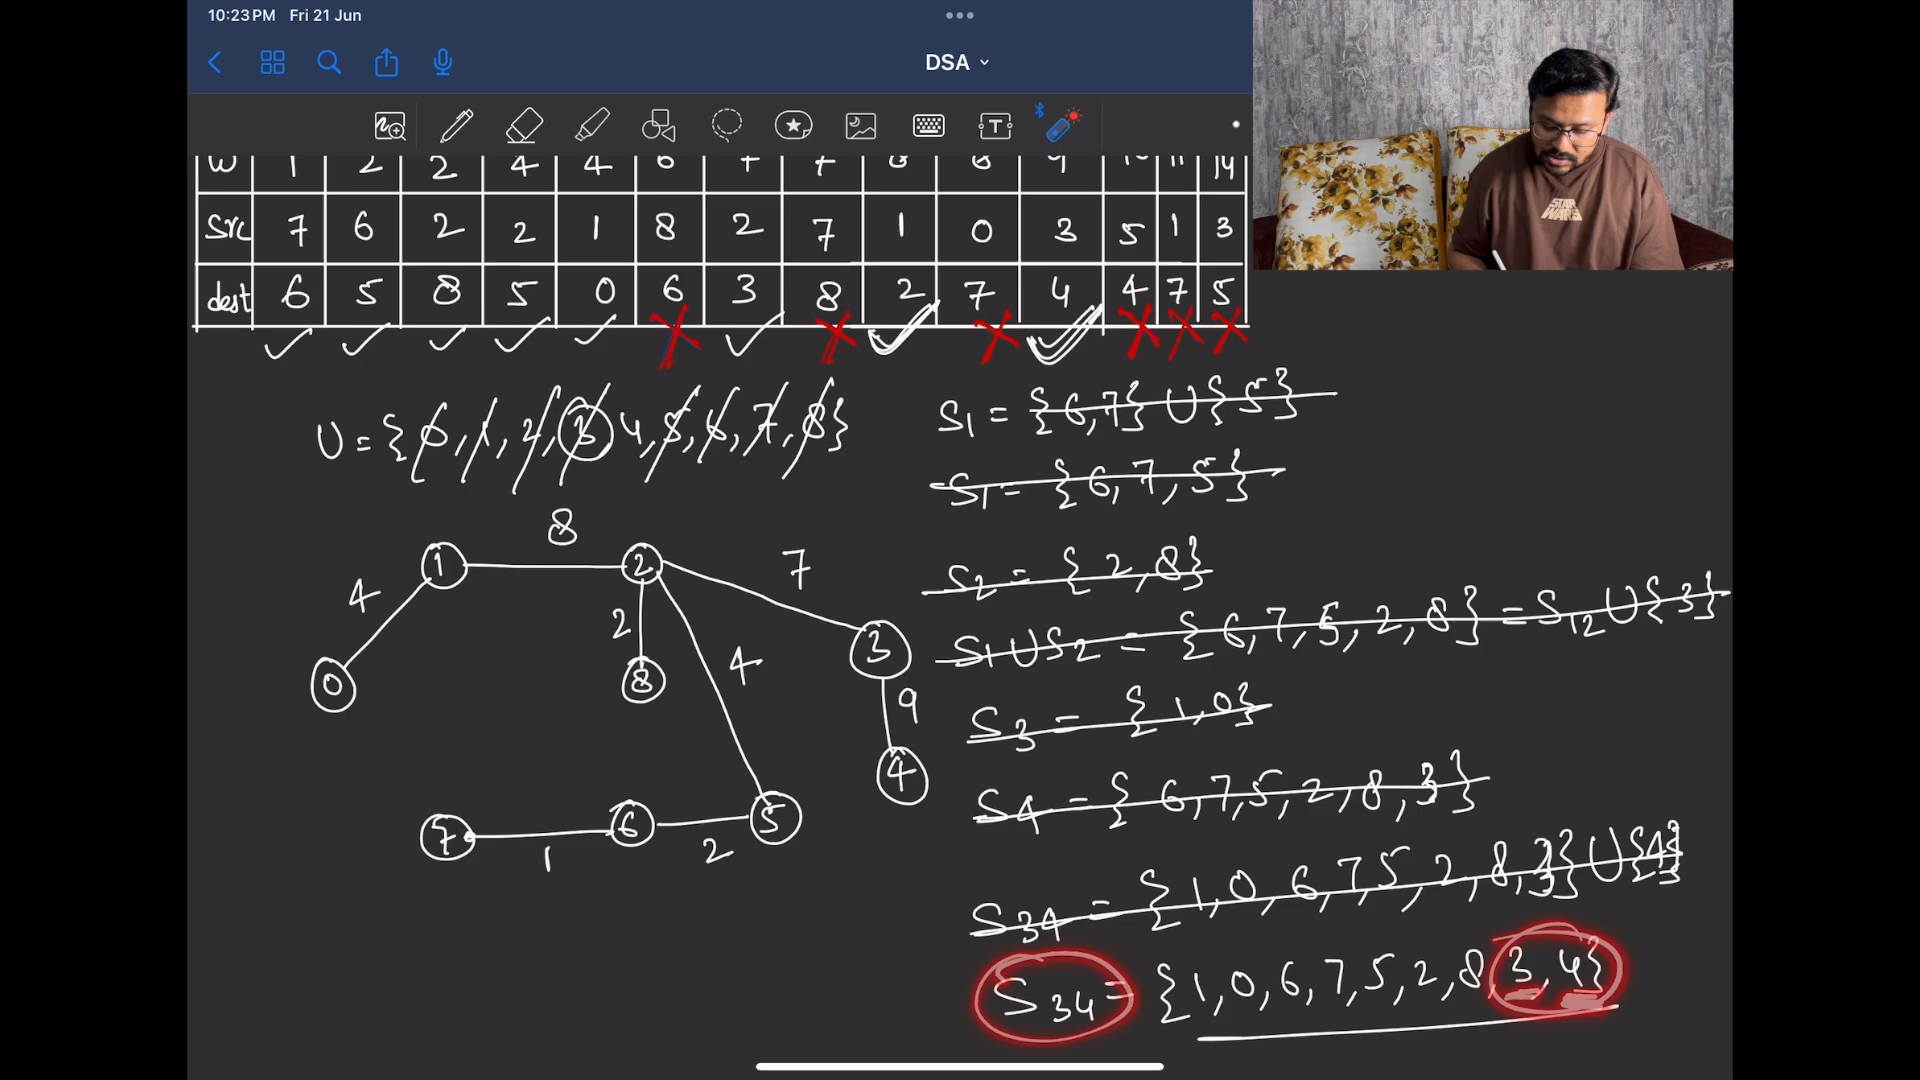 10:23 PM Fri 21 Jun
DSA
T
W 1 2 2 4 4 6 7 7 8 8 9 10 11 14
Src 7 6 2 2 1 8 2 7 1 0 3 5 1 3
dest 6 5 8 5 0 6 3 8 2 7 4 4 7 5
U = {0, 1, 2, 3 4, 5, 6, 7, 8}
S1 = {6,7} U {5}
S1 = {6, 7, 5}
S2 = {2, 8}
S1 U S2 = {6, 7, 5, 2, 8} = S12 U {3}
S3 = {1, 0}
S4 = {6, 7, 5, 2, 8, 3}
S34 = {1, 0, 6, 7, 5, 2, 8, 3} U {4}
S34 = {1, 0, 6, 7, 5, 2, 8, 3, 4}
8
1 2 7
4
2 3
0 8 4 9
4
7 6 5
1 2
STAR
WARS